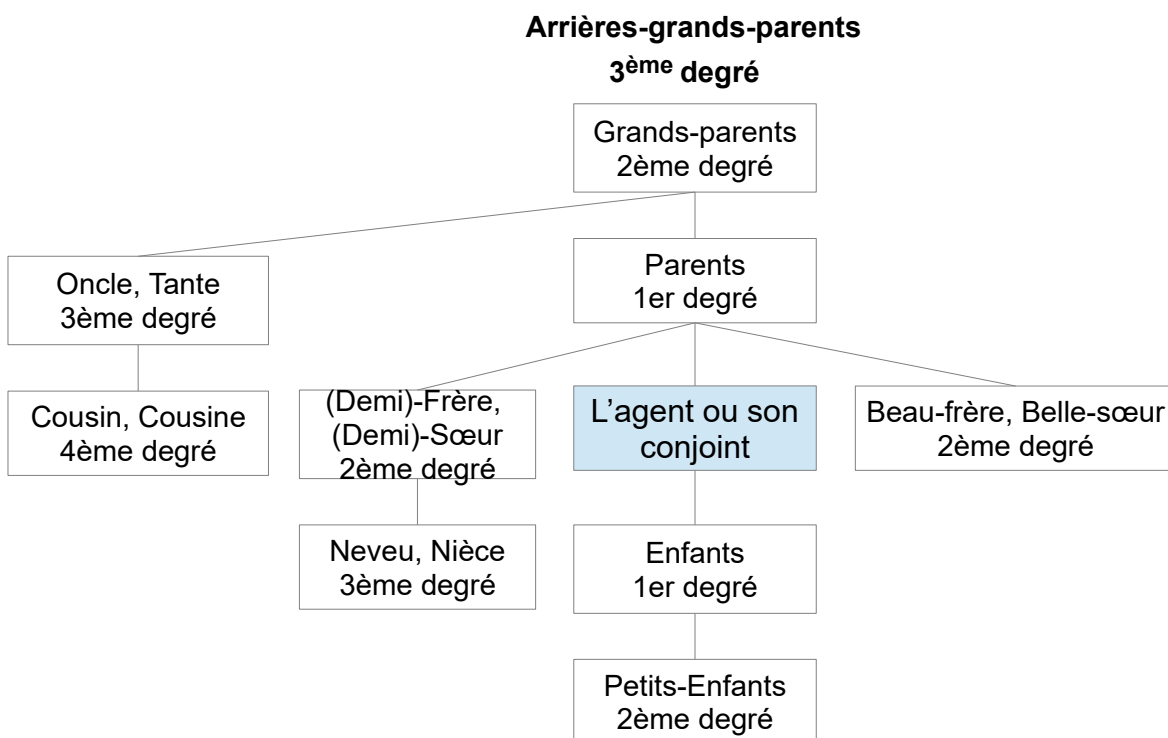 Arrières-grands-parents
3ème degré
Grands-parents
2ème degré
Oncle, Tante
3ème degré
Parents
1er degré
Cousin, Cousine
4ème degré
(Demi)-Frère,
(Demi)-Sœur
2ème degré
L'agent ou son
conjoint
Beau-frère, Belle-sœur
2ème degré
Neveu, Nièce
3ème degré
Enfants
1er degré
Petits-Enfants
2ème degré